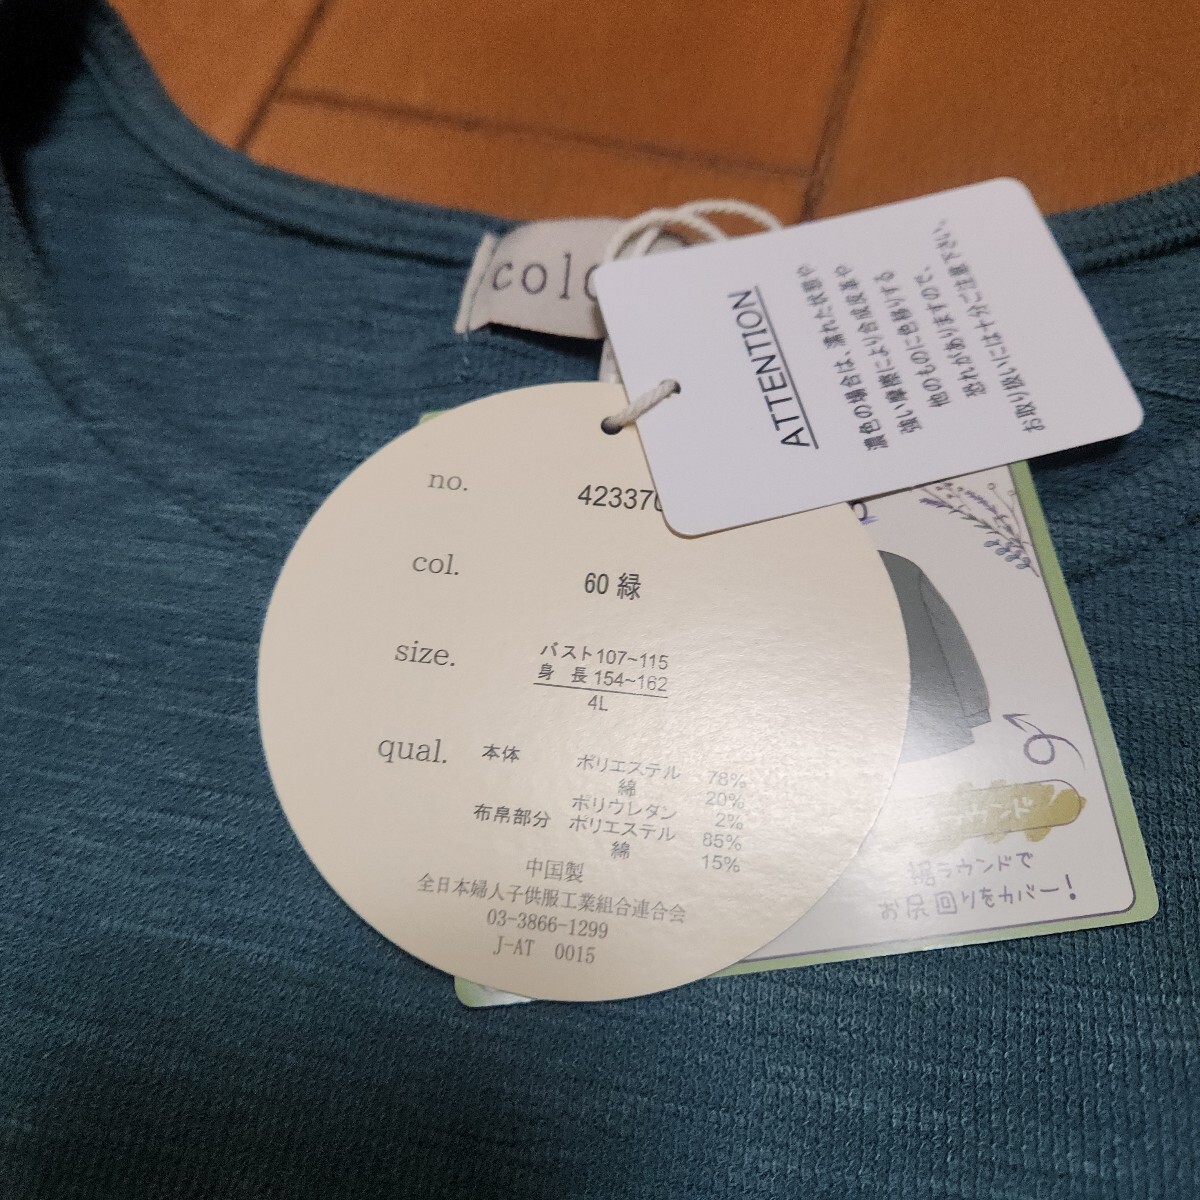 ATTENTION
濃色の場合は、濡れた状態や
強い摩擦により合成皮革や
他のものに色移りする
恐れがありますので、
お取り扱いには十分ご注意下さい。
no. 42337
col. 60 緑
size. バスト107~115
身 長154~162
4L
qual. 本体 ポリエステル 78%
綿 20%
ポリウレタン 2%
布帛部分 ポリエステル 85%
綿 15%
中国製
全日本婦人子供服工業組合連合会
03-3866-1299
J-AT 0015
裾ラウンドで
お尻回りをカバー!